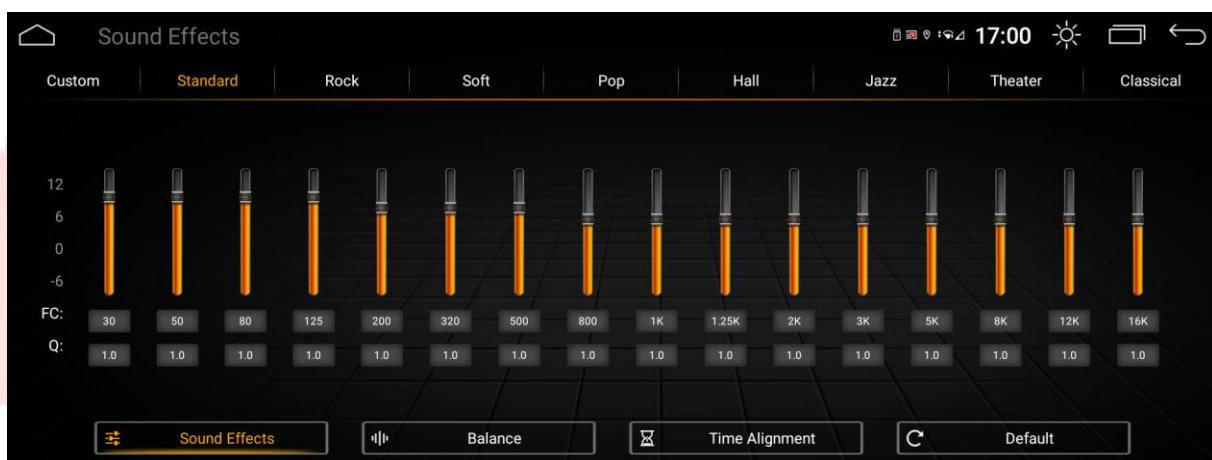 Sound Effects 17:00
Custom Standard Rock Soft Pop Hall Jazz Theater Classical
12
6
0
-6
FC: 30 50 80 125 200 320 500 800 1K 1.25K 2K 3K 5K 8K 12K 16K
Q: 1.0 1.0 1.0 1.0 1.0 1.0 1.0 1.0 1.0 1.0 1.0 1.0 1.0 1.0 1.0 1.0
Sound Effects Balance Time Alignment Default